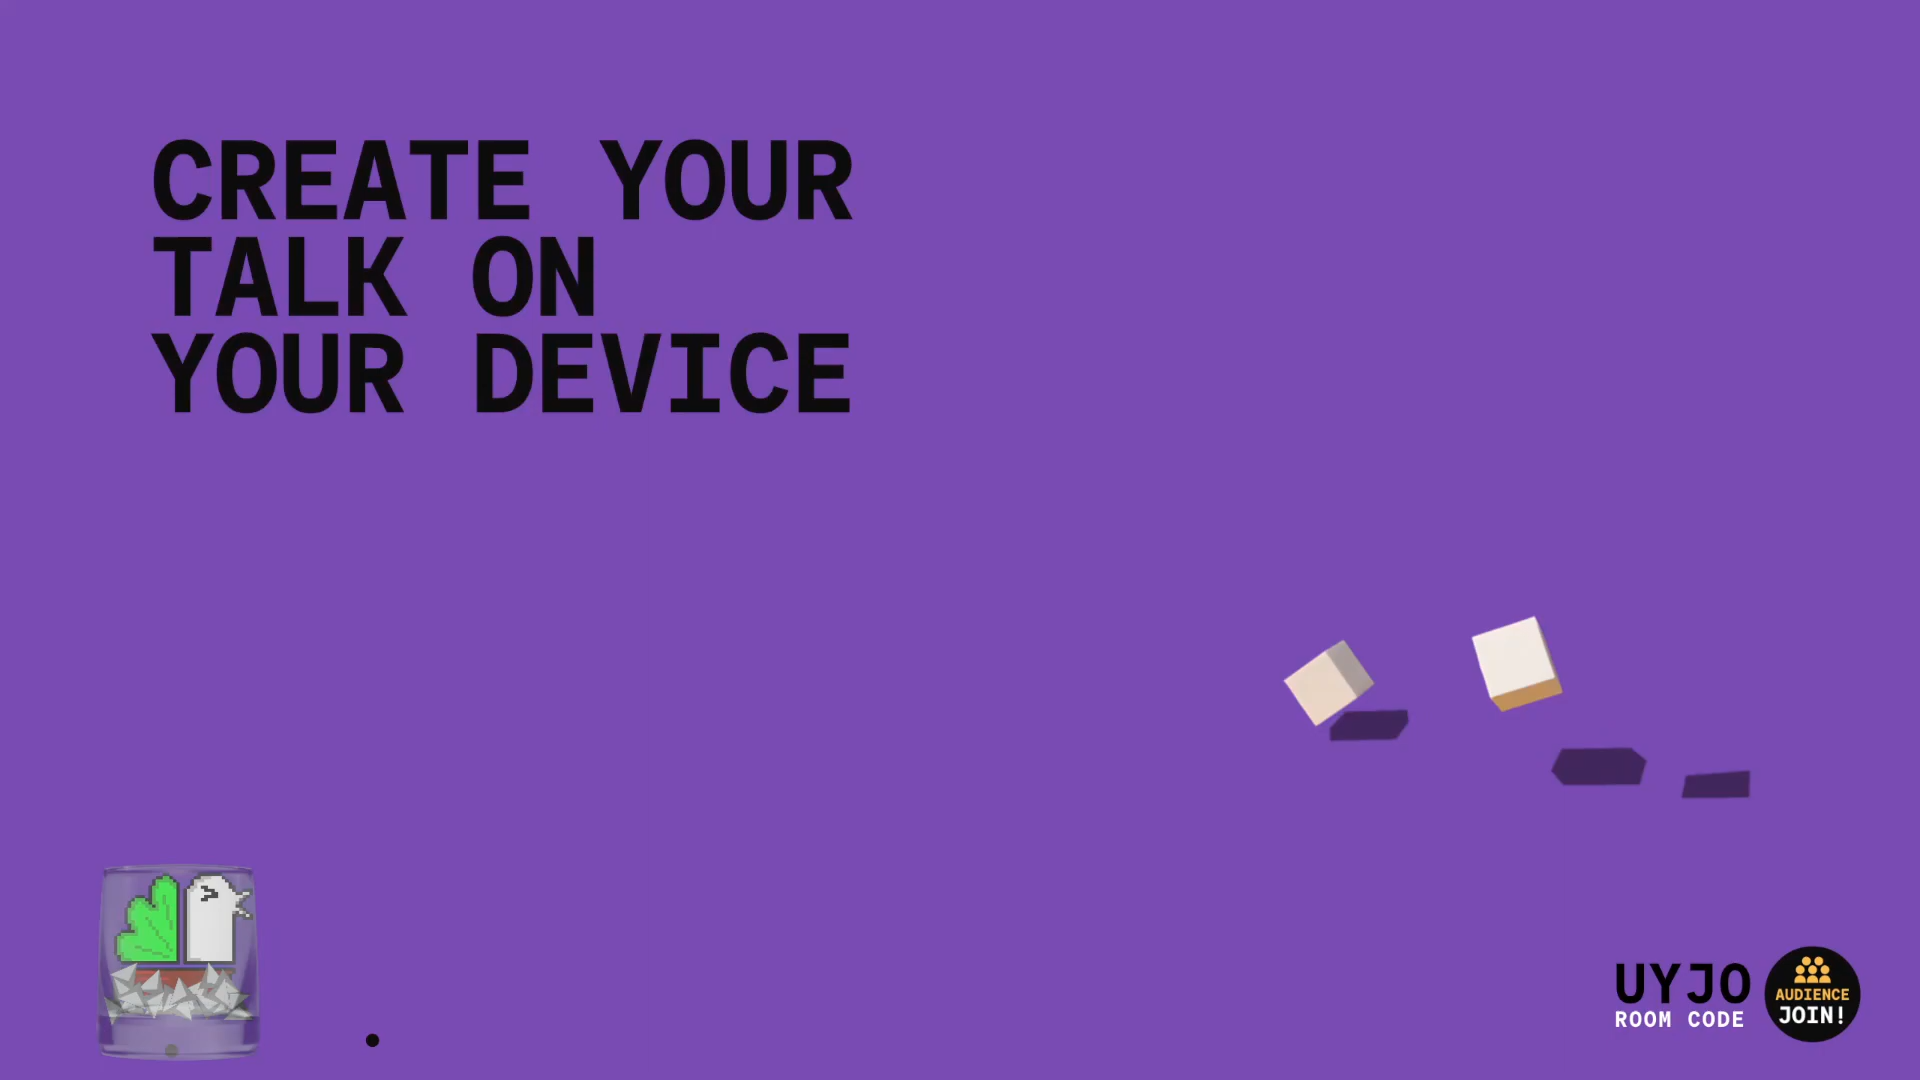 CREATE YOUR
TALK ON
YOUR DEVICE
UYJO
ROOM CODE
AUDIENCE
JOIN!